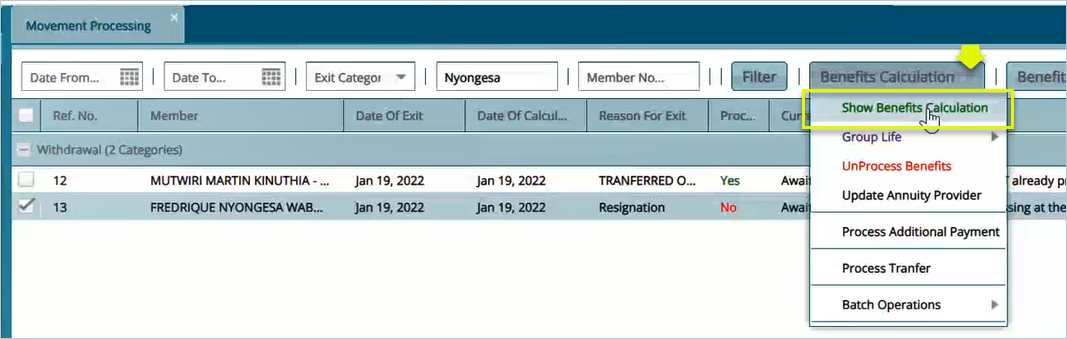 Movement Processing
Date From... | Date To... | Exit Categor | Nyongesa | Member No... | | Filter | Benefits Calculation | Benefit
Ref. No. Member Date Of Exit Date Of Calcul... Reason For Exit Proc... Curre
Show Benefits Calculation
Group Life
Withdrawal (2 Categories)
UnProcess Benefits
12 MUTWIRI MARTIN KINUTHIA - ... Jan 19, 2022 Jan 19, 2022 TRANFERRED O... Yes Await already pr
Update Annuity Provider
13 FREDRIQUE NYONGESA WAB... Jan 19, 2022 Jan 19, 2022 Resignation No Await sing at the
Process Additional Payment
Process Tranfer
Batch Operations